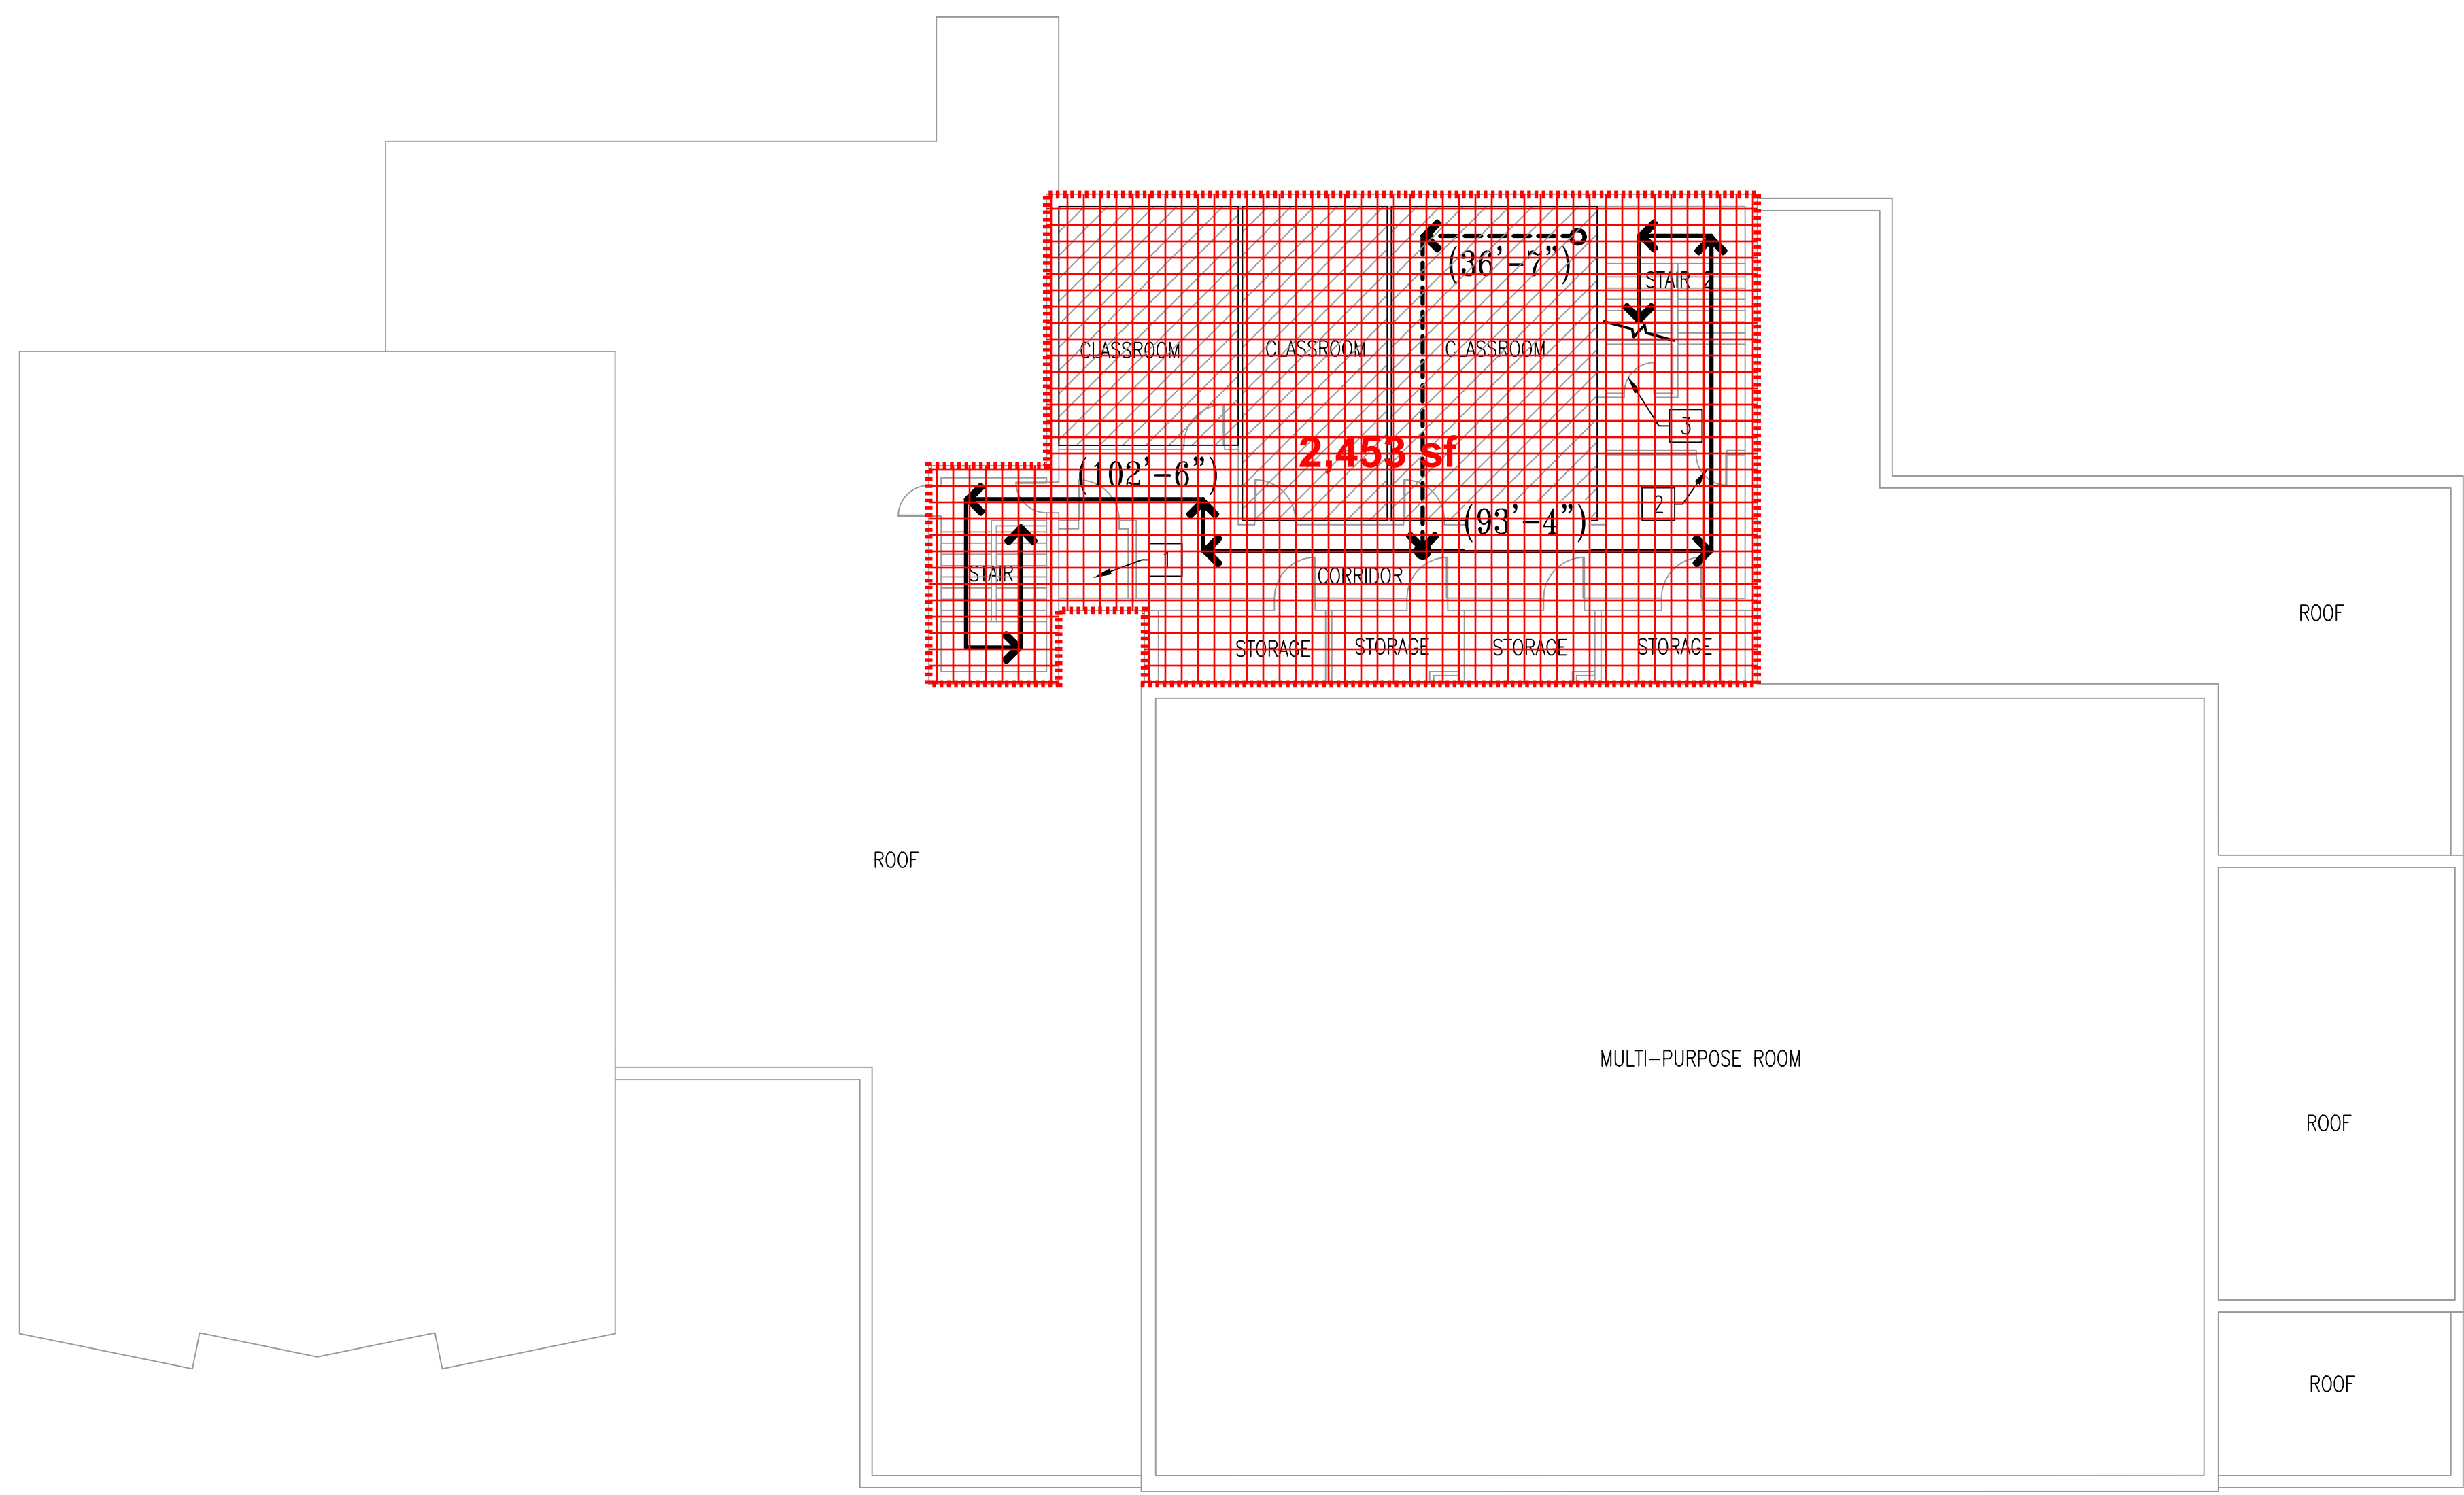 (36'-7")
STAIR 2
CLASSROOM
CLASSROOM
CLASSROOM
3
2,453 sf
(102'-6")
2
(93'-4")
1
STAIR
CORRIDOR
STORAGE
STORAGE
STORAGE
STORAGE
ROOF
ROOF
MULTI-PURPOSE ROOM
ROOF
ROOF